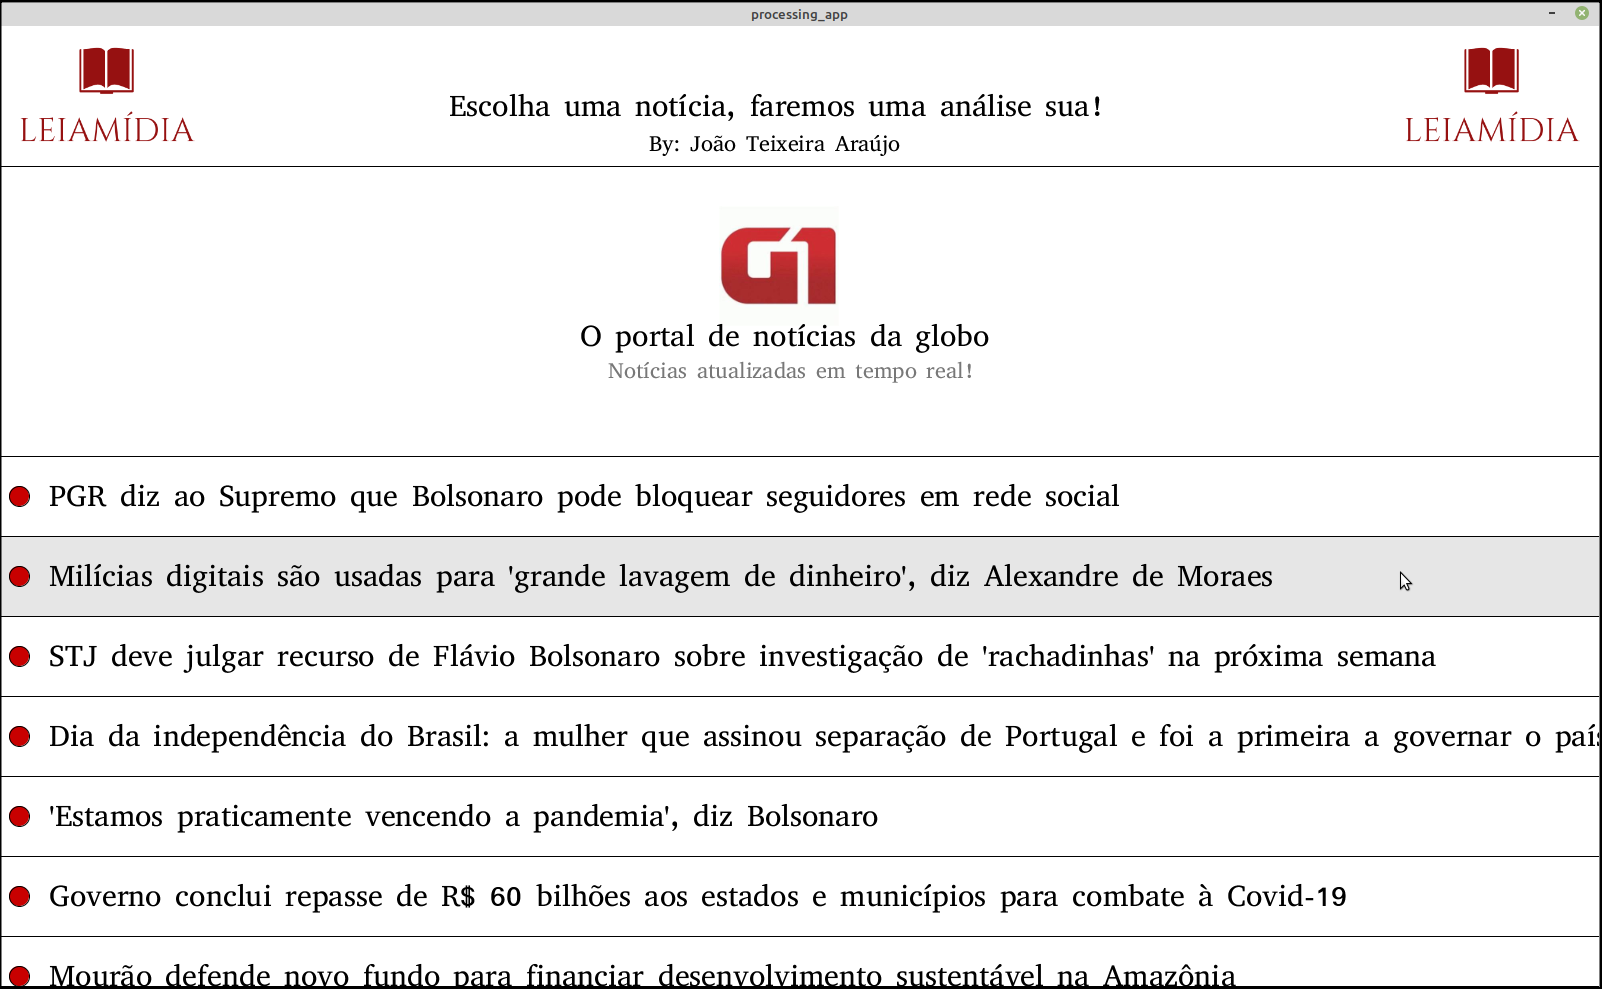 processing_app
LEIAMÍDIA
Escolha uma notícia, faremos uma análise sua!
By: João Teixeira Araújo
LEIAMÍDIA
G1
O portal de notícias da globo
Notícias atualizadas em tempo real!
PGR diz ao Supremo que Bolsonaro pode bloquear seguidores em rede social
Milícias digitais são usadas para 'grande lavagem de dinheiro', diz Alexandre de Moraes
STJ deve julgar recurso de Flávio Bolsonaro sobre investigação de 'rachadinhas' na próxima semana
Dia da independência do Brasil: a mulher que assinou separação de Portugal e foi a primeira a governar o país
'Estamos praticamente vencendo a pandemia', diz Bolsonaro
Governo conclui repasse de R$ 60 bilhões aos estados e municípios para combate à Covid-19
Mourão defende novo fundo para financiar desenvolvimento sustentável na Amazônia